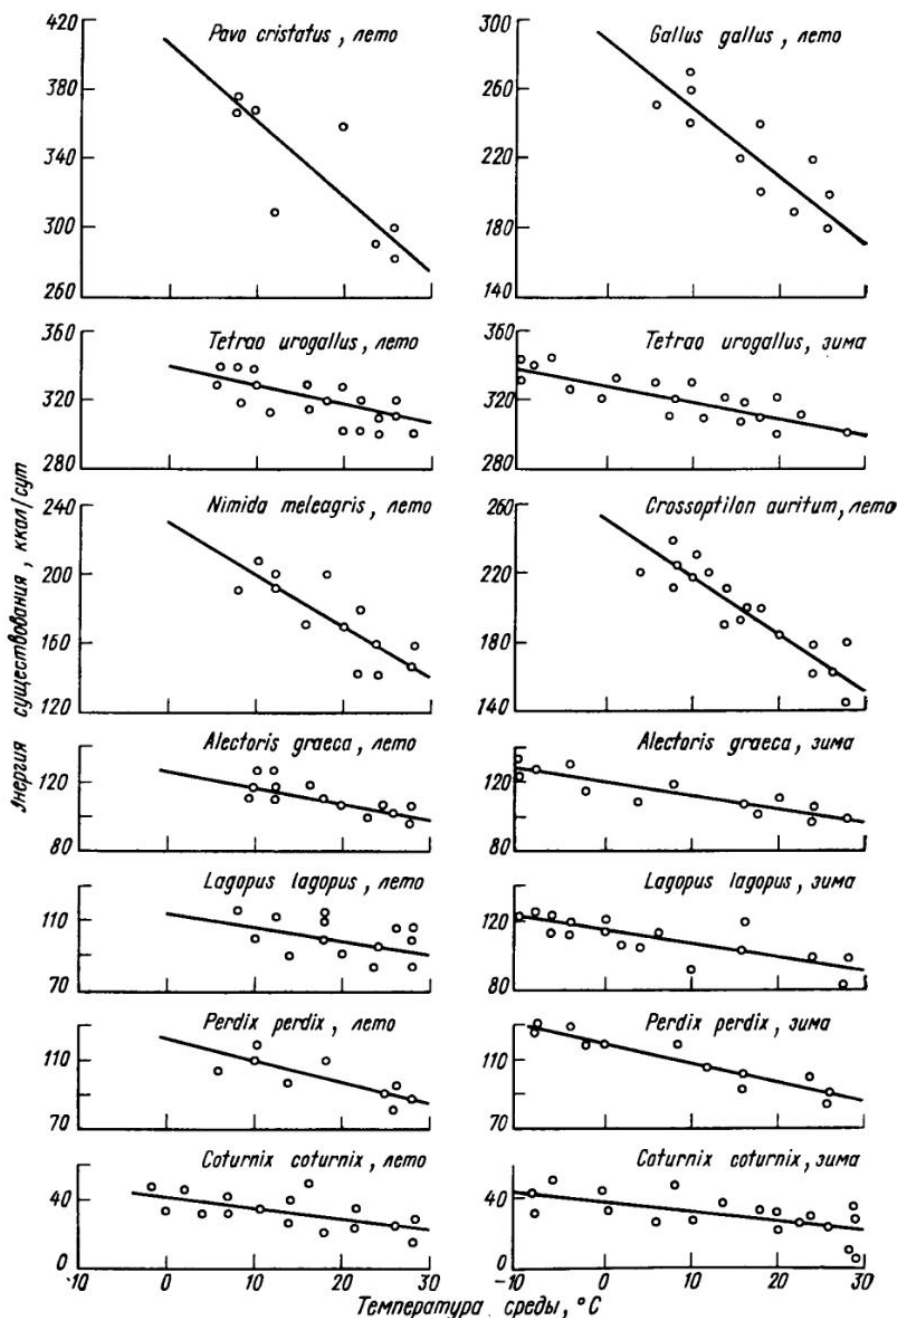 Pavo cristatus, лето
420
380
340
300
260
Gallus gallus, лето
300
260
220
180
140
Tetrao urogallus, лето
360
320
280
Tetrao urogallus, зима
360
320
280
Nimida meleagris, лето
240
200
160
120
Crossoptilon auritum, лето
260
220
180
140
Alectoris graeca, лето
120
80
Alectoris graeca, зима
120
80
Lagopus lagopus, лето
110
70
Lagopus lagopus, зима
120
80
Perdix perdix, лето
110
70
Perdix perdix, зима
110
70
Coturnix coturnix, лето
40
0
Coturnix coturnix, зима
40
0
-10 0 10 20 30
-10 0 10 20 30
Энергия существования, ккал/сут
Температура среды, °С